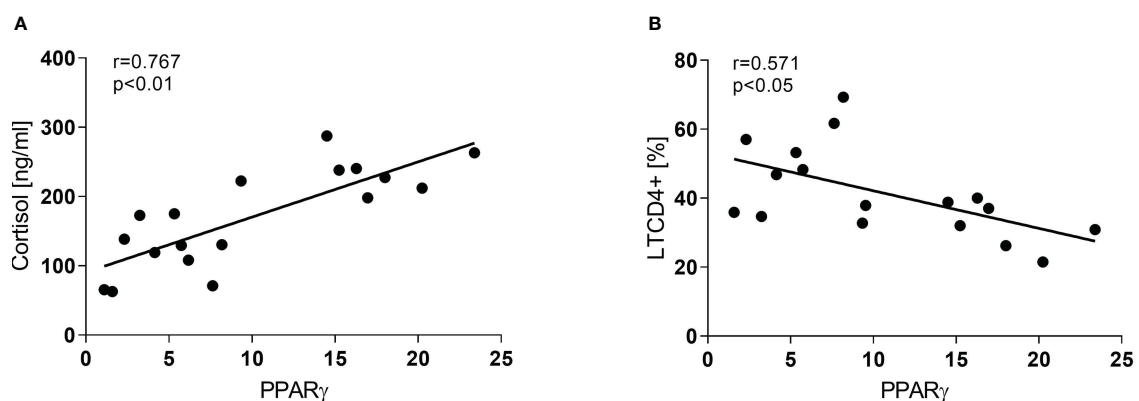 A
r=0.767
p<0.01
Cortisol [ng/ml]
400
300
200
100
0
0 5 10 15 20 25
PPARγ
B
r=0.571
p<0.05
LTCD4+ [%]
80
60
40
20
0
0 5 10 15 20 25
PPARγ